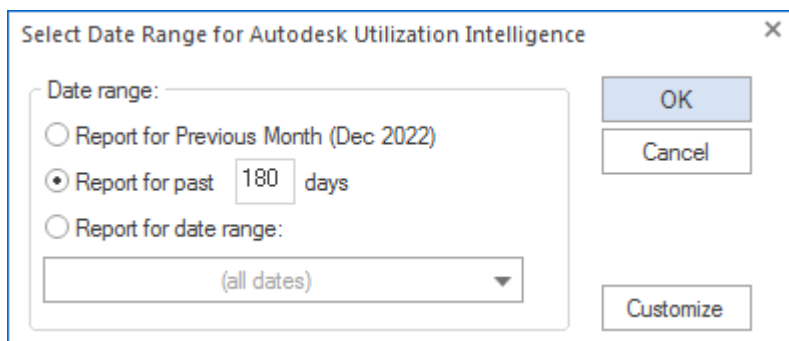 Select Date Range for Autodesk Utilization Intelligence
Date range:
Report for Previous Month (Dec 2022)
Report for past 180 days
Report for date range:
(all dates)
OK
Cancel
Customize